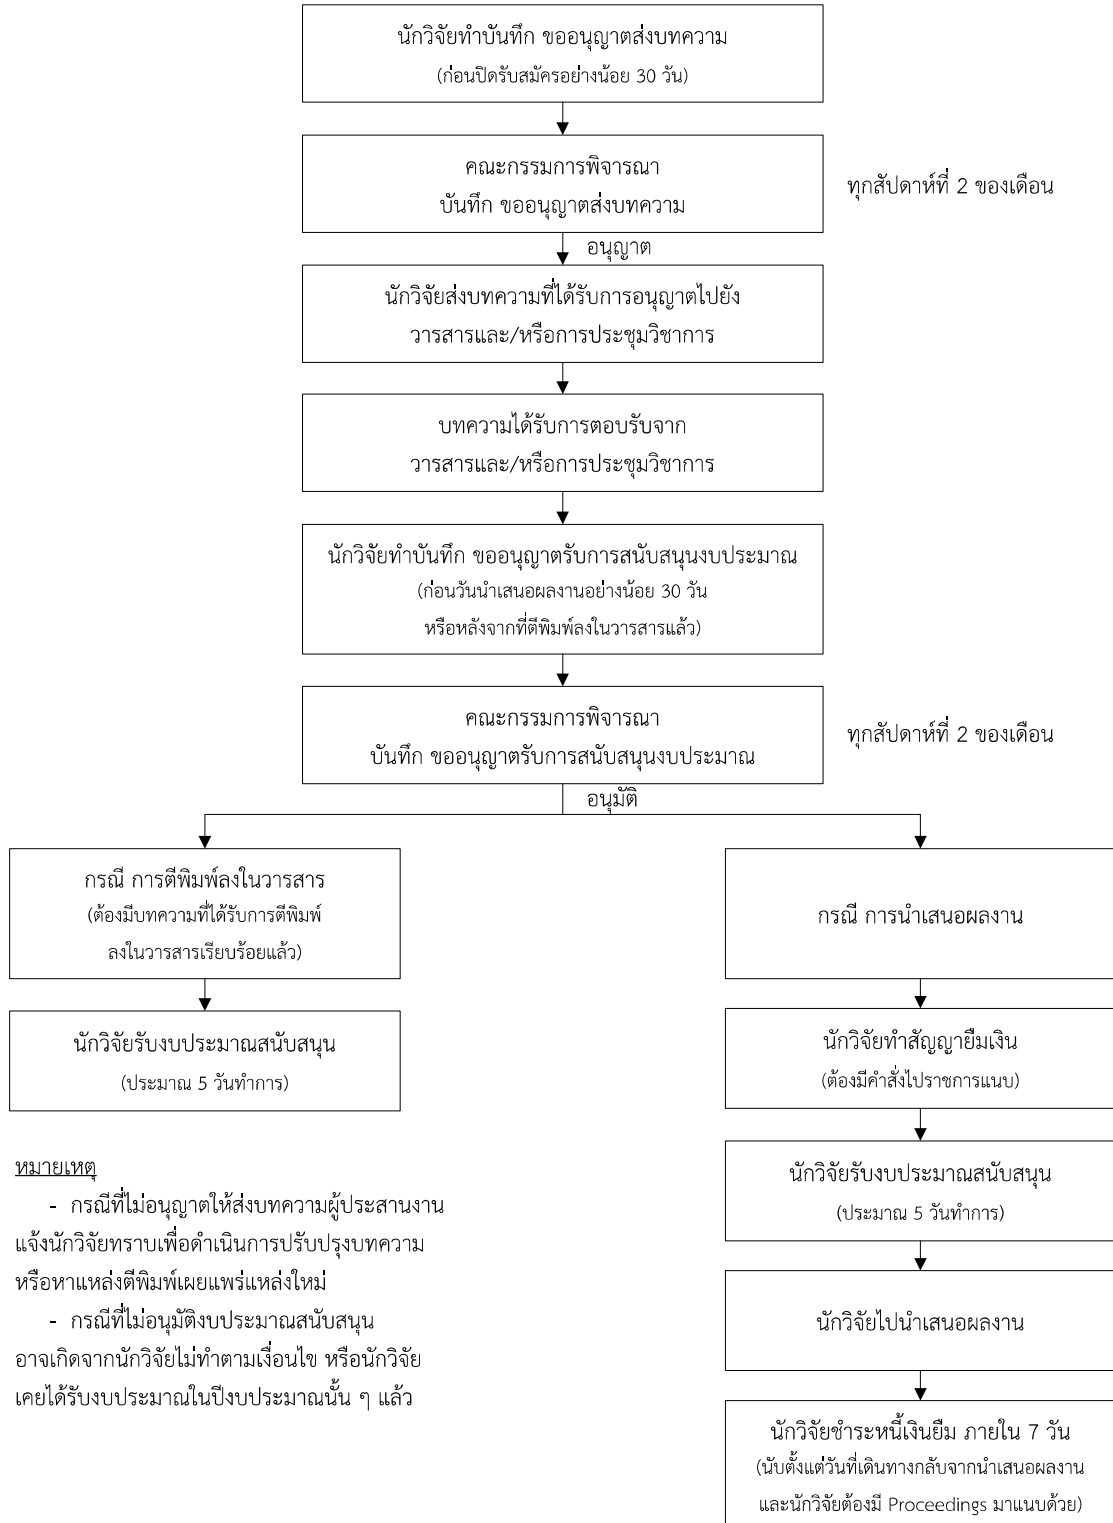 นักวิจัยทำบันทึก ขออนุญาตส่งบทความ
(ก่อนปิดรับสมัครอย่างน้อย 30 วัน)
คณะกรรมการพิจารณา
บันทึก ขออนุญาตส่งบทความ
ทุกสัปดาห์ที่ 2 ของเดือน
อนุญาต
นักวิจัยส่งบทความที่ได้รับการอนุญาตไปยัง
วารสารและ/หรือการประชุมวิชาการ
บทความได้รับการตอบรับจาก
วารสารและ/หรือการประชุมวิชาการ
นักวิจัยทำบันทึก ขออนุญาตรับการสนับสนุนงบประมาณ
(ก่อนวันนำเสนอผลงานอย่างน้อย 30 วัน
หรือหลังจากที่ตีพิมพ์ลงในวารสารแล้ว)
คณะกรรมการพิจารณา
บันทึก ขออนุญาตรับการสนับสนุนงบประมาณ
ทุกสัปดาห์ที่ 2 ของเดือน
อนุมัติ
กรณี การตีพิมพ์ลงในวารสาร
(ต้องมีบทความที่ได้รับการตีพิมพ์
ลงในวารสารเรียบร้อยแล้ว)
นักวิจัยรับงบประมาณสนับสนุน
(ประมาณ 5 วันทำการ)
กรณี การนำเสนอผลงาน
นักวิจัยทำสัญญายืมเงิน
(ต้องมีคำสั่งไปราชการแนบ)
นักวิจัยรับงบประมาณสนับสนุน
(ประมาณ 5 วันทำการ)
นักวิจัยไปนำเสนอผลงาน
นักวิจัยชำระหนี้เงินยืม ภายใน 7 วัน
(นับตั้งแต่วันที่เดินทางกลับจากนำเสนอผลงาน
และนักวิจัยต้องมี Proceedings มาแนบด้วย)
หมายเหตุ
- กรณีที่ไม่อนุญาตให้ส่งบทความผู้ประสานงาน
แจ้งนักวิจัยทราบเพื่อดำเนินการปรับปรุงบทความ
หรือหาแหล่งตีพิมพ์เผยแพร่แหล่งใหม่
- กรณีที่ไม่อนุมัติงบประมาณสนับสนุน
อาจเกิดจากนักวิจัยไม่ทำตามเงื่อนไข หรือนักวิจัย
เคยได้รับงบประมาณในปีงบประมาณนั้น ๆ แล้ว